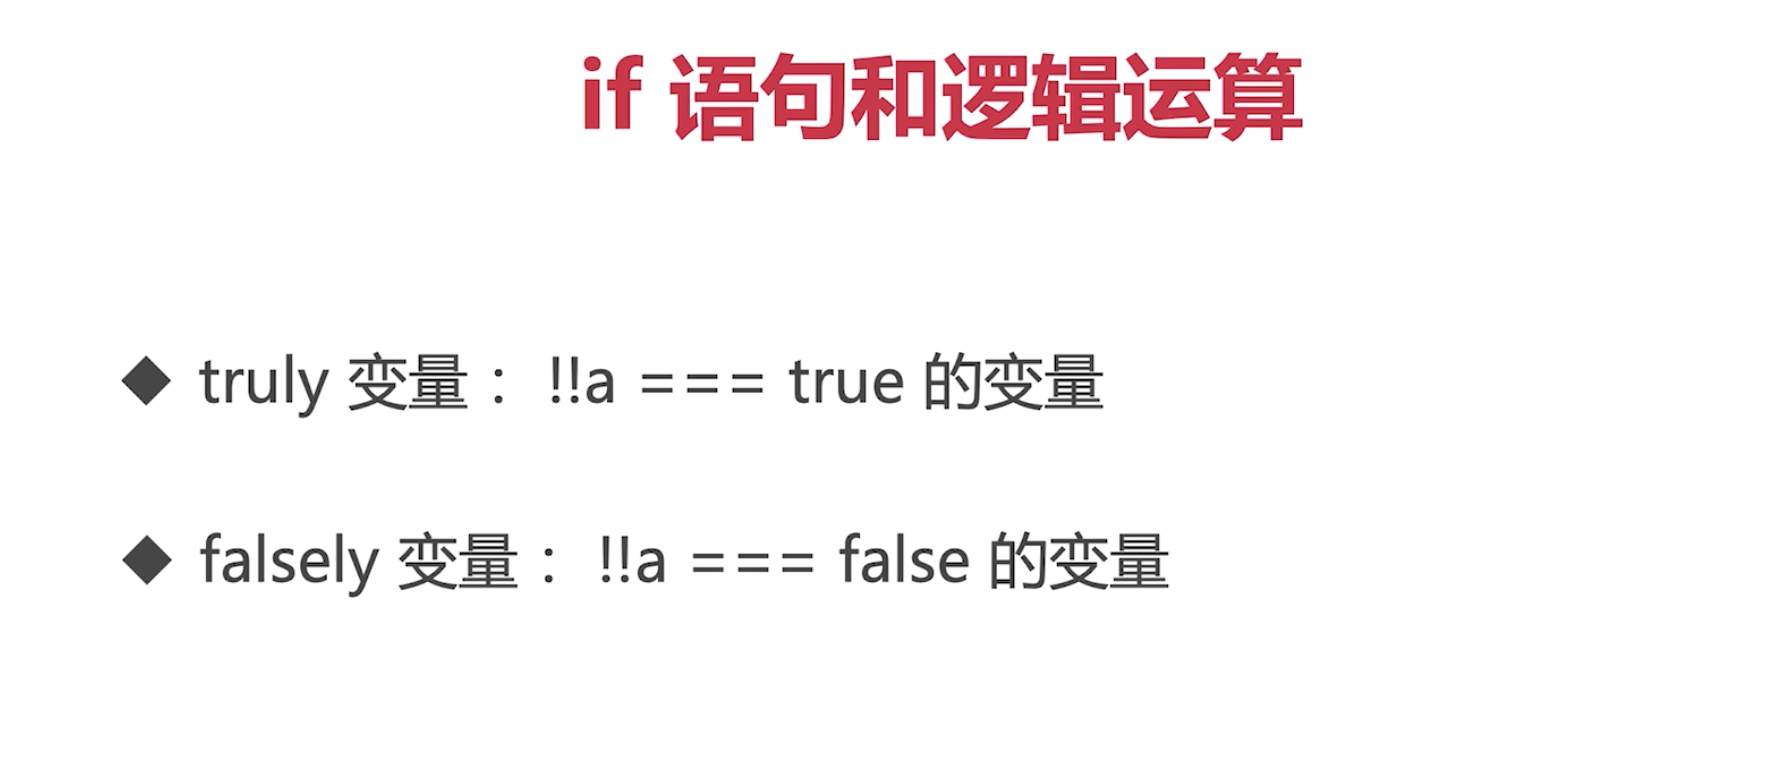 if 语句和逻辑运算
◆ truly 变量： !!a === true 的变量
◆ falsely 变量： !!a === false 的变量